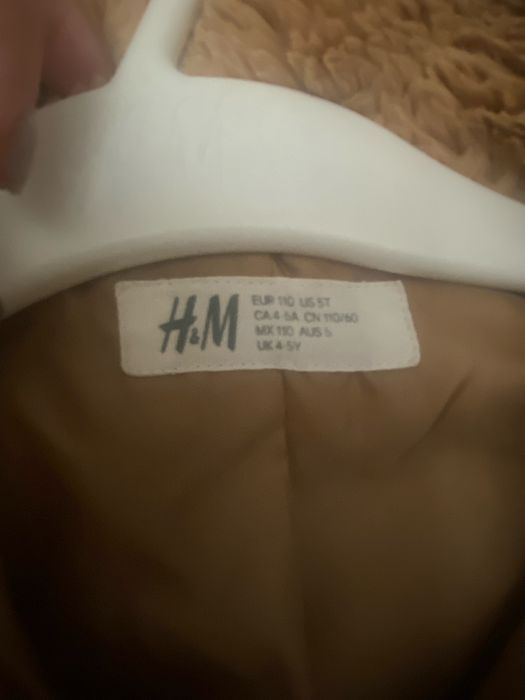 H&M
EUR 110 US 5T
CA 4-5A CN 110/60
MX 110 AUS 5
UK 4-5Y